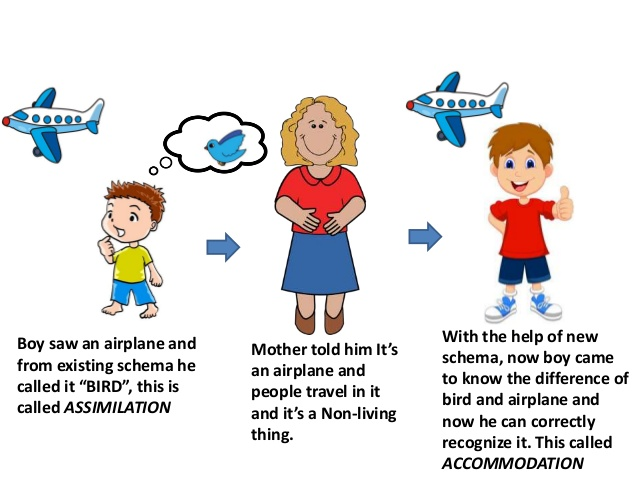 Boy saw an airplane and
from existing schema he
called it “BIRD”, this is
called ASSIMILATION
Mother told him It’s
an airplane and
people travel in it
and it’s a Non-living
thing.
With the help of new
schema, now boy came
to know the difference of
bird and airplane and
now he can correctly
recognize it. This called
ACCOMMODATION